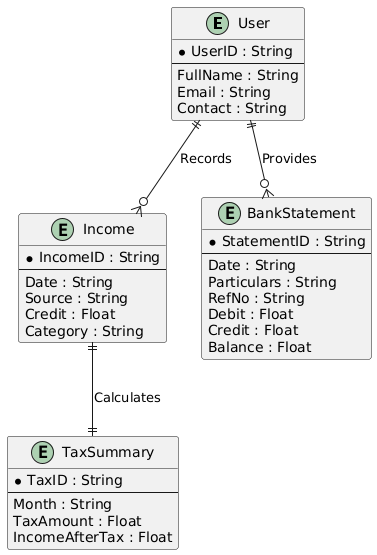 E User
* UserID : String
FullName : String
Email : String
Contact : String
Records
Provides
E Income
* IncomeID : String
Date : String
Source : String
Credit : Float
Category : String
E BankStatement
* StatementID : String
Date : String
Particulars : String
RefNo : String
Debit : Float
Credit : Float
Balance : Float
Calculates
E TaxSummary
* TaxID : String
Month : String
TaxAmount : Float
IncomeAfterTax : Float